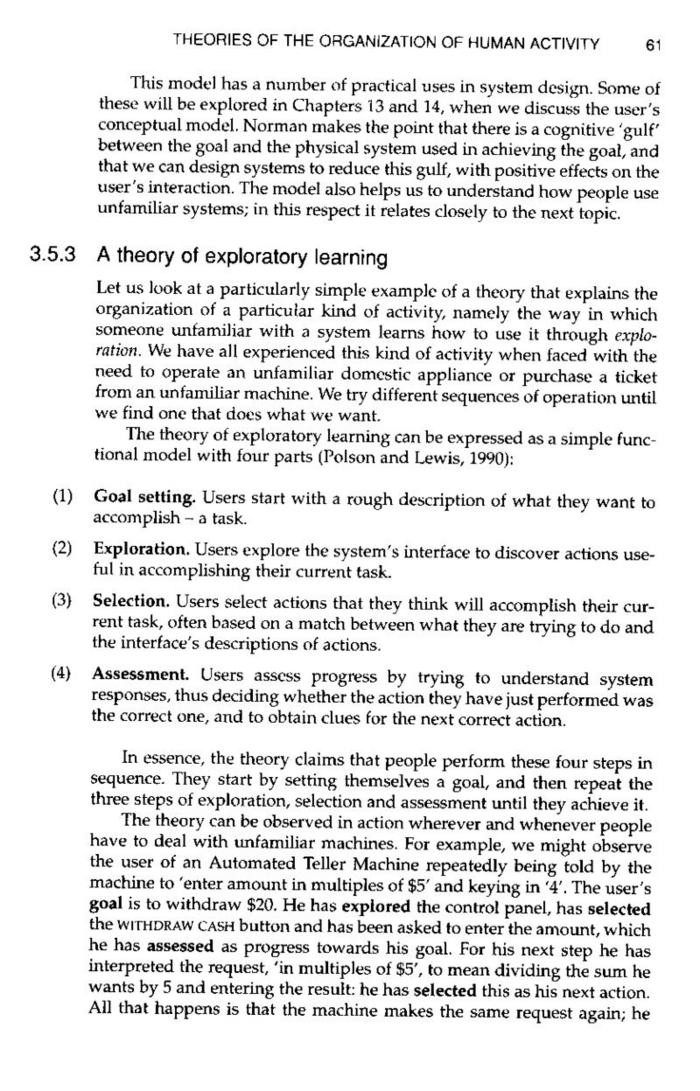 THEORIES OF THE ORGANIZATION OF HUMAN ACTIVITY 61
This model has a number of practical uses in system design. Some of
these will be explored in Chapters 13 and 14, when we discuss the user's
conceptual model. Norman makes the point that there is a cognitive 'gulf'
between the goal and the physical system used in achieving the goal, and
that we can design systems to reduce this gulf, with positive effects on the
user's interaction. The model also helps us to understand how people use
unfamiliar systems; in this respect it relates closely to the next topic.
3.5.3 A theory of exploratory learning
Let us look at a particularly simple example of a theory that explains the
organization of a particular kind of activity, namely the way in which
someone unfamiliar with a system learns how to use it through explo-
ration. We have all experienced this kind of activity when faced with the
need to operate an unfamiliar domestic appliance or purchase a ticket
from an unfamiliar machine. We try different sequences of operation until
we find one that does what we want.
The theory of exploratory learning can be expressed as a simple func-
tional model with four parts (Polson and Lewis, 1990):
(1) Goal setting. Users start with a rough description of what they want to
accomplish – a task.
(2) Exploration. Users explore the system's interface to discover actions use-
ful in accomplishing their current task.
(3) Selection. Users select actions that they think will accomplish their cur-
rent task, often based on a match between what they are trying to do and
the interface's descriptions of actions.
(4) Assessment. Users assess progress by trying to understand system
responses, thus deciding whether the action they have just performed was
the correct one, and to obtain clues for the next correct action.
In essence, the theory claims that people perform these four steps in
sequence. They start by setting themselves a goal, and then repeat the
three steps of exploration, selection and assessment until they achieve it.
The theory can be observed in action wherever and whenever people
have to deal with unfamiliar machines. For example, we might observe
the user of an Automated Teller Machine repeatedly being told by the
machine to 'enter amount in multiples of $5' and keying in '4'. The user's
goal is to withdraw $20. He has explored the control panel, has selected
the WITHDRAW CASH button and has been asked to enter the amount, which
he has assessed as progress towards his goal. For his next step he has
interpreted the request, 'in multiples of $5', to mean dividing the sum he
wants by 5 and entering the result: he has selected this as his next action.
All that happens is that the machine makes the same request again; he